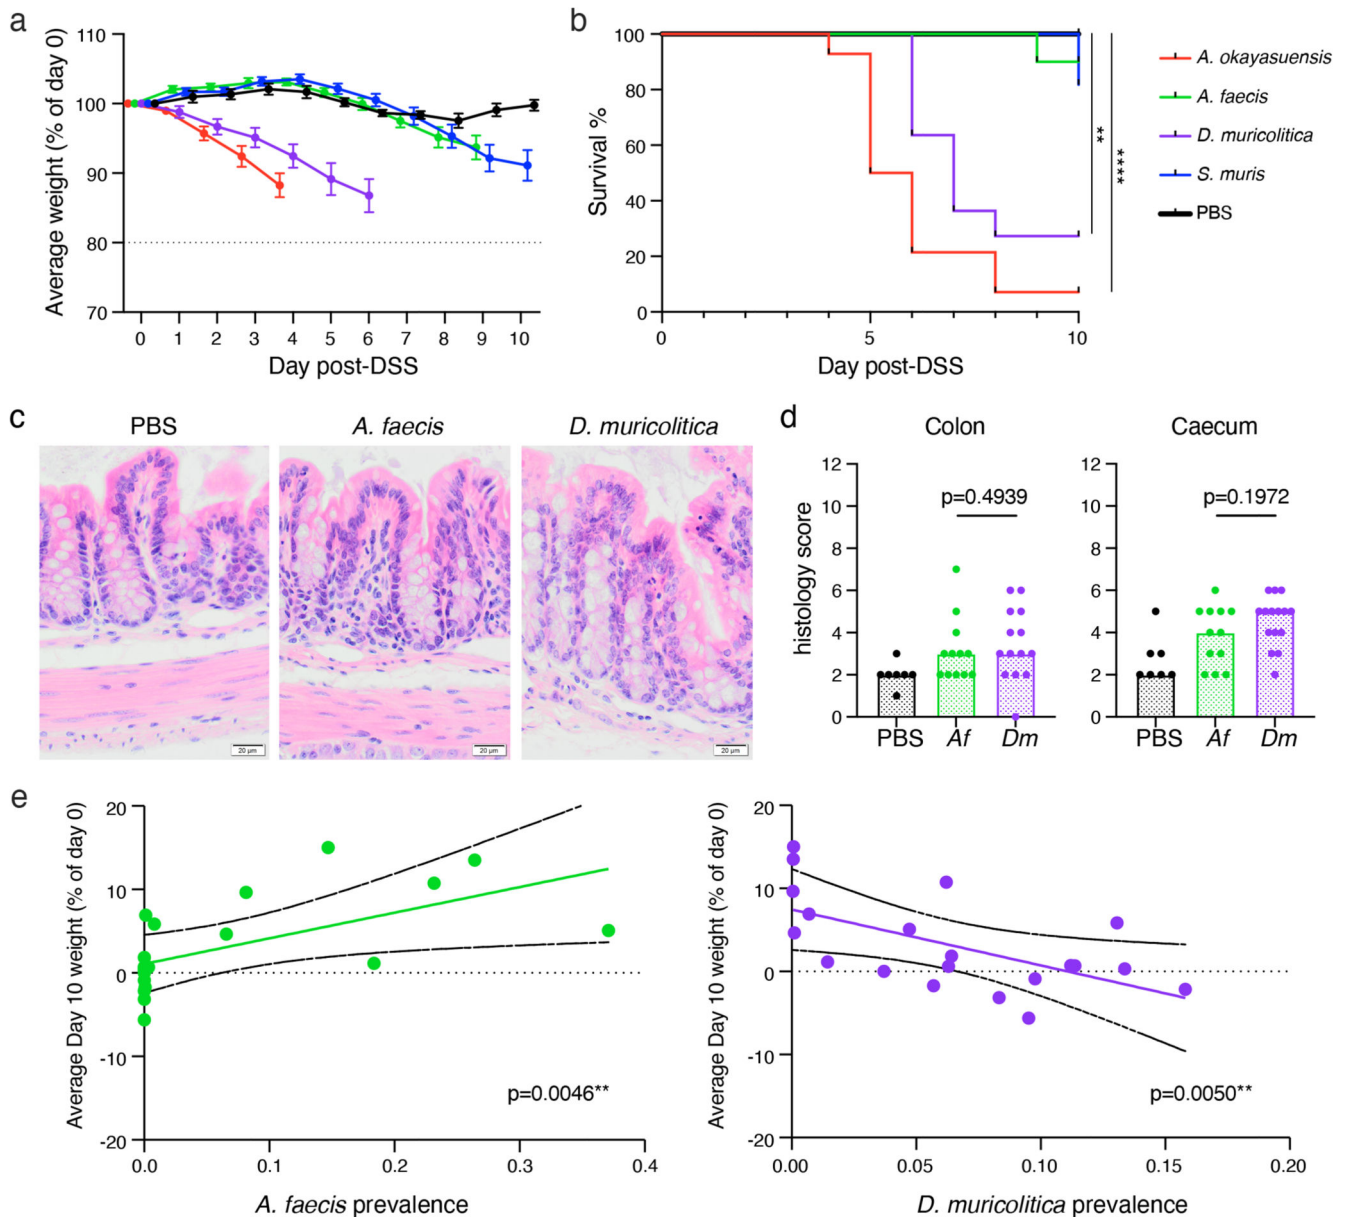 a
Average weight (% of day 0)
110
100
90
80
70
0 1 2 3 4 5 6 7 8 9 10
Day post-DSS
b
Survival %
100
80
60
40
20
0
0 5 10
Day post-DSS
**
****
A. okayasuensis
A. faecis
D. muricolitica
S. muris
PBS
c
PBS
A. faecis
D. muricolitica
20 µm
20 µm
20 µm
d
Colon
histology score
12
10
8
6
4
2
0
p=0.4939
PBS Af Dm
Caecum
12
10
8
6
4
2
0
p=0.1972
PBS Af Dm
e
Average Day 10 weight (% of day 0)
20
10
0
-10
-20
p=0.0046**
0.0 0.1 0.2 0.3 0.4
A. faecis prevalence
Average Day 10 weight (% of day 0)
20
10
0
-10
-20
p=0.0050**
0.00 0.05 0.10 0.15 0.20
D. muricolitica prevalence